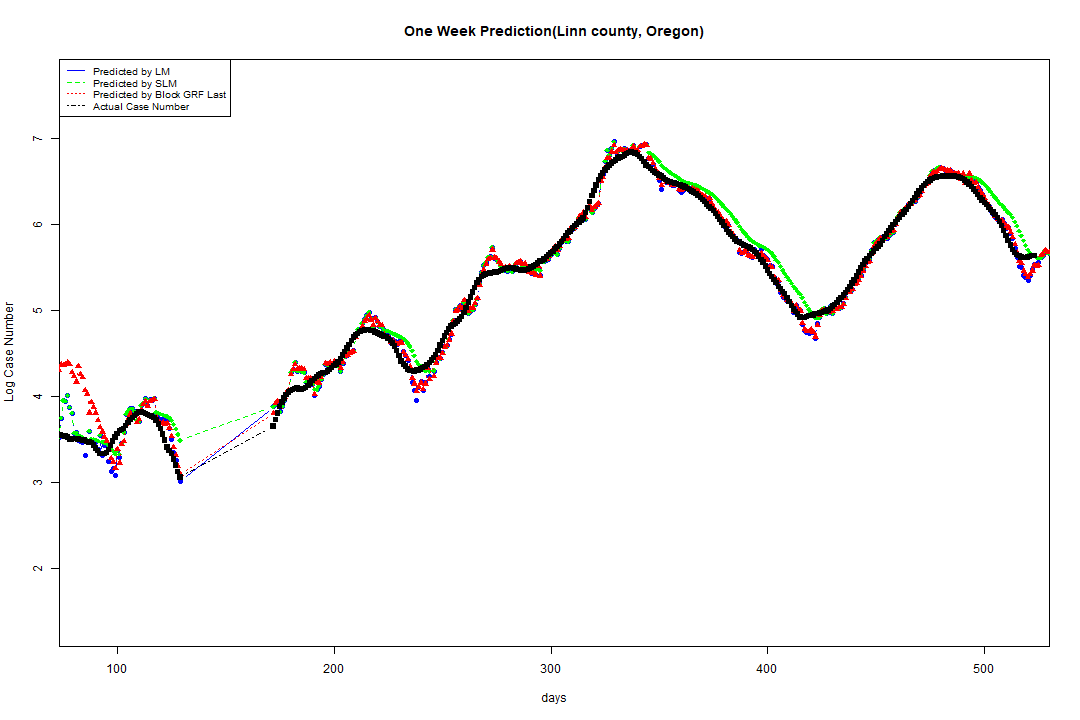 One Week Prediction(Linn county, Oregon)
Predicted by LM
Predicted by SLM
Predicted by Block GRF Last
Actual Case Number
7
6
5
4
3
2
Log Case Number
100 200 300 400 500
days